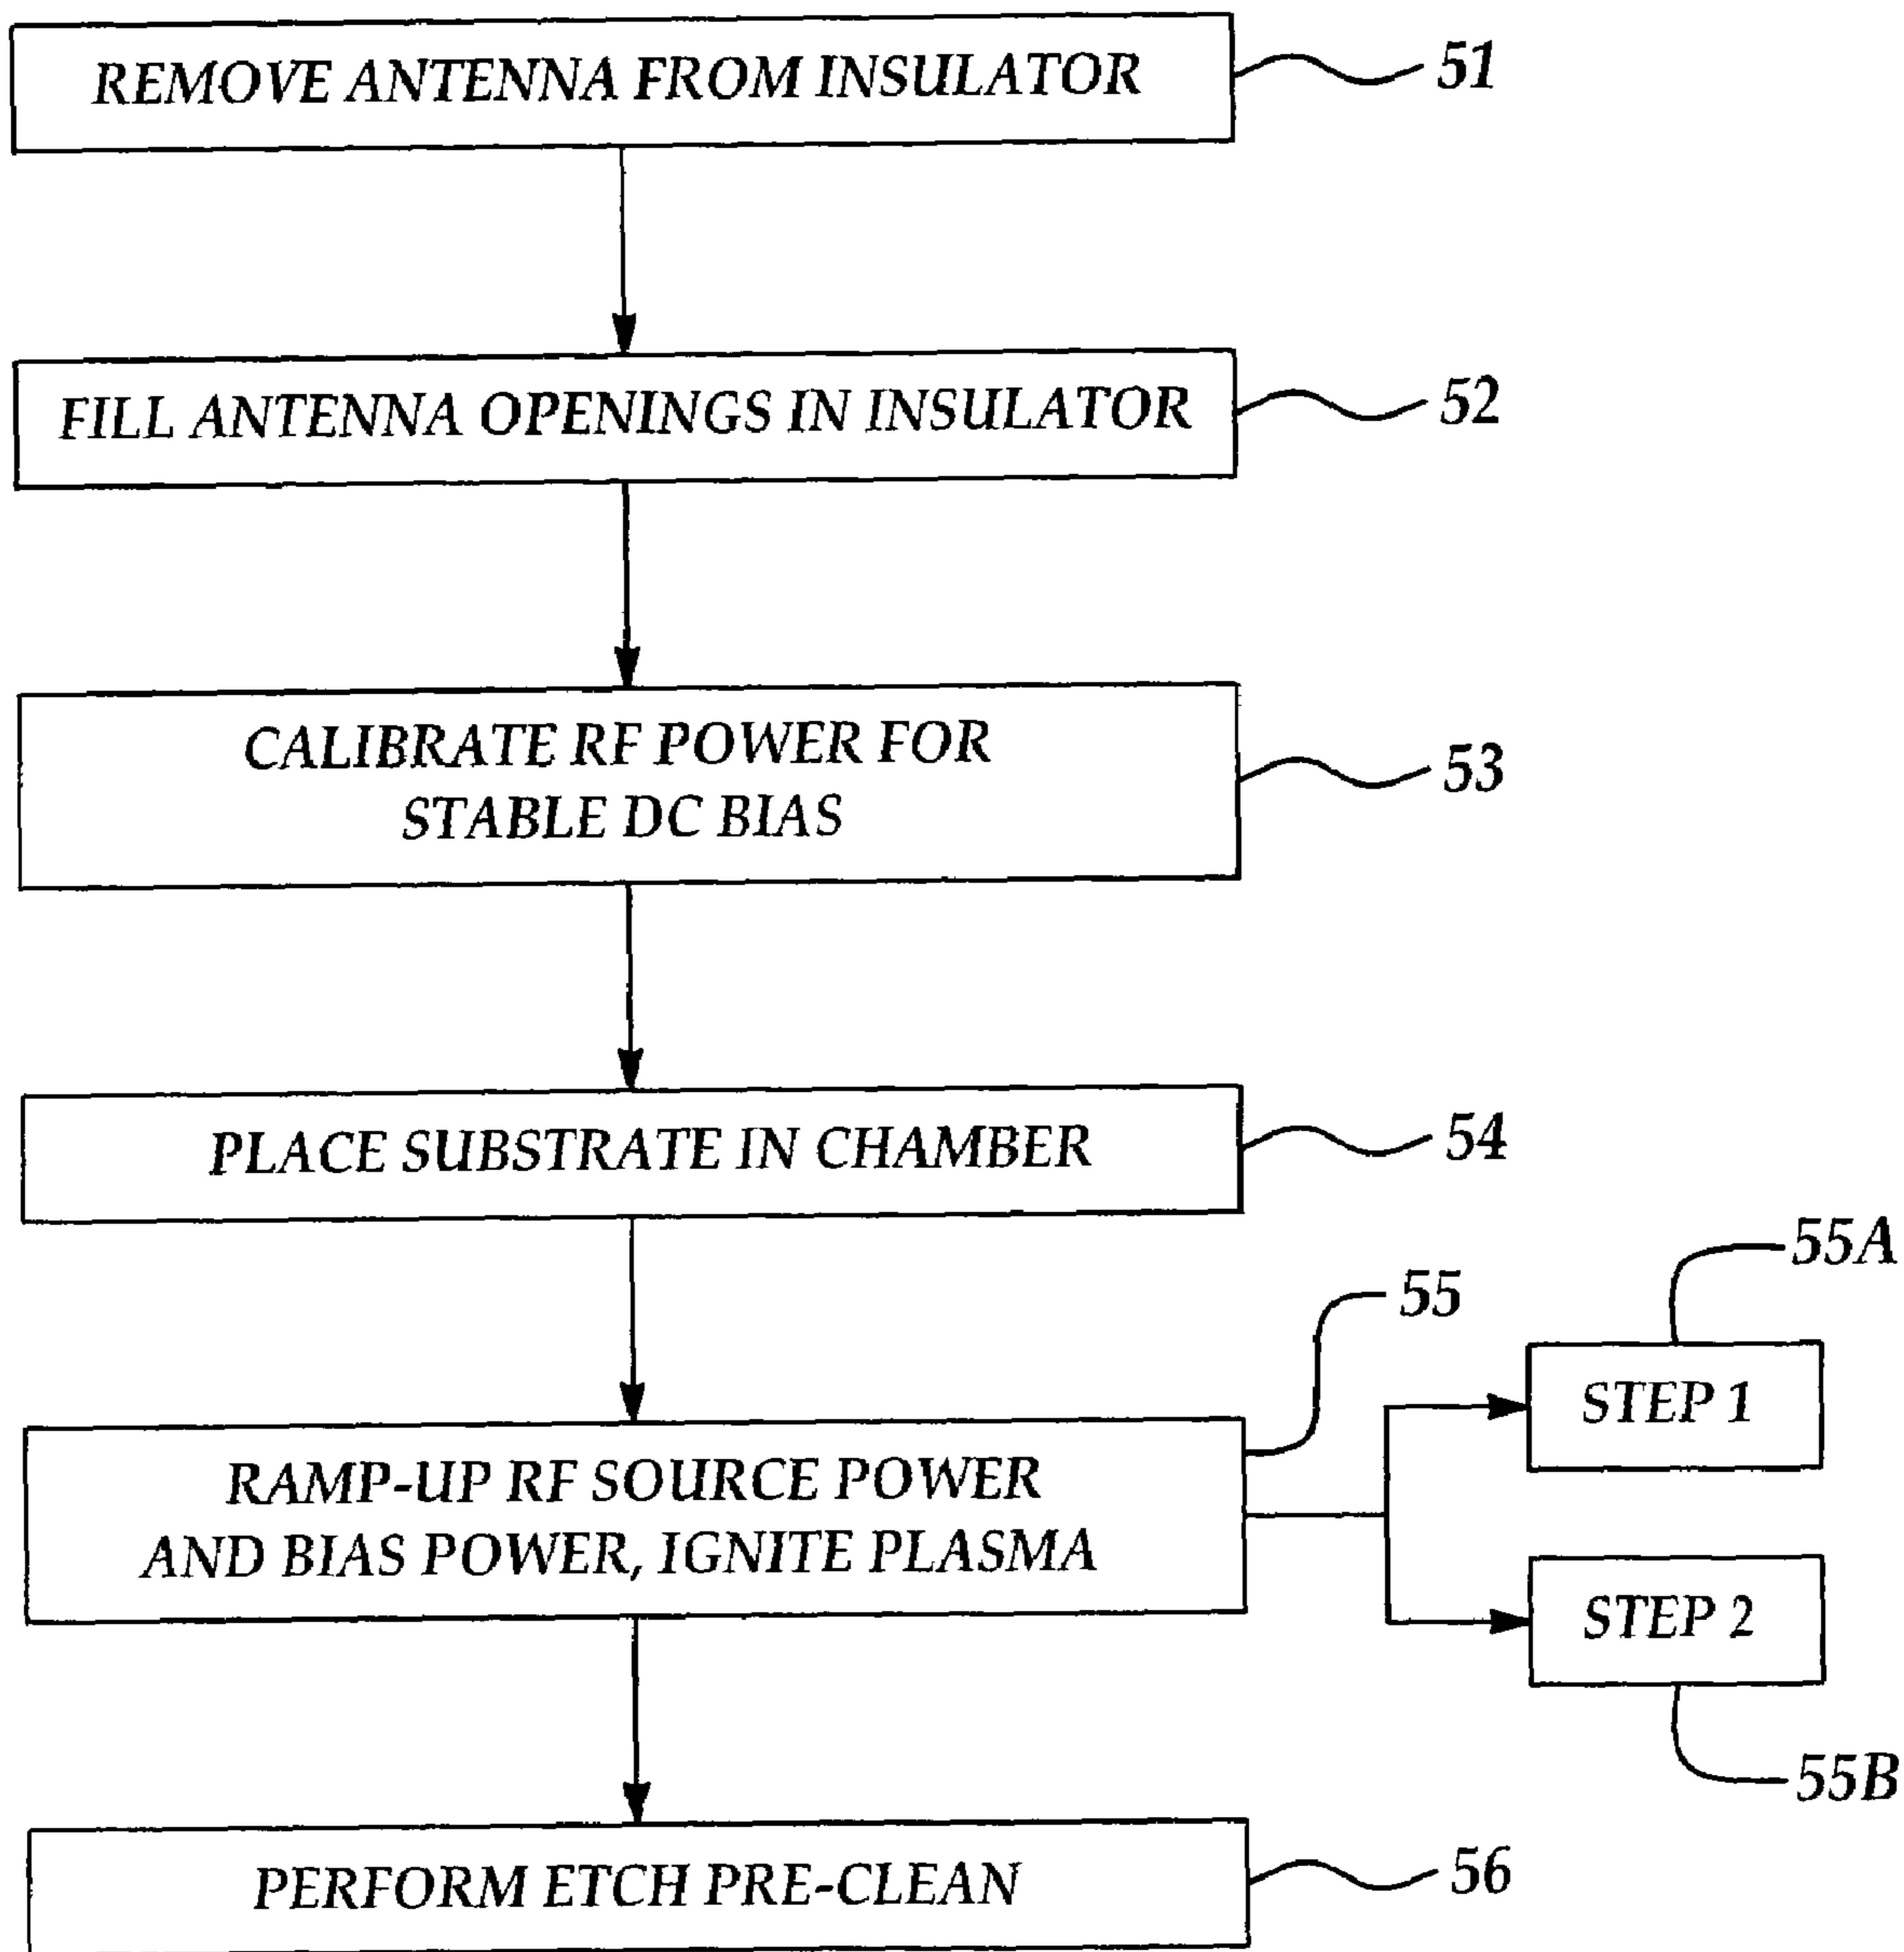 REMOVE ANTENNA FROM INSULATOR
51
FILL ANTENNA OPENINGS IN INSULATOR
52
CALIBRATE RF POWER FOR
STABLE DC BIAS
53
PLACE SUBSTRATE IN CHAMBER
54
RAMP-UP RF SOURCE POWER
AND BIAS POWER, IGNITE PLASMA
55
STEP 1
55A
STEP 2
55B
PERFORM ETCH PRE-CLEAN
56